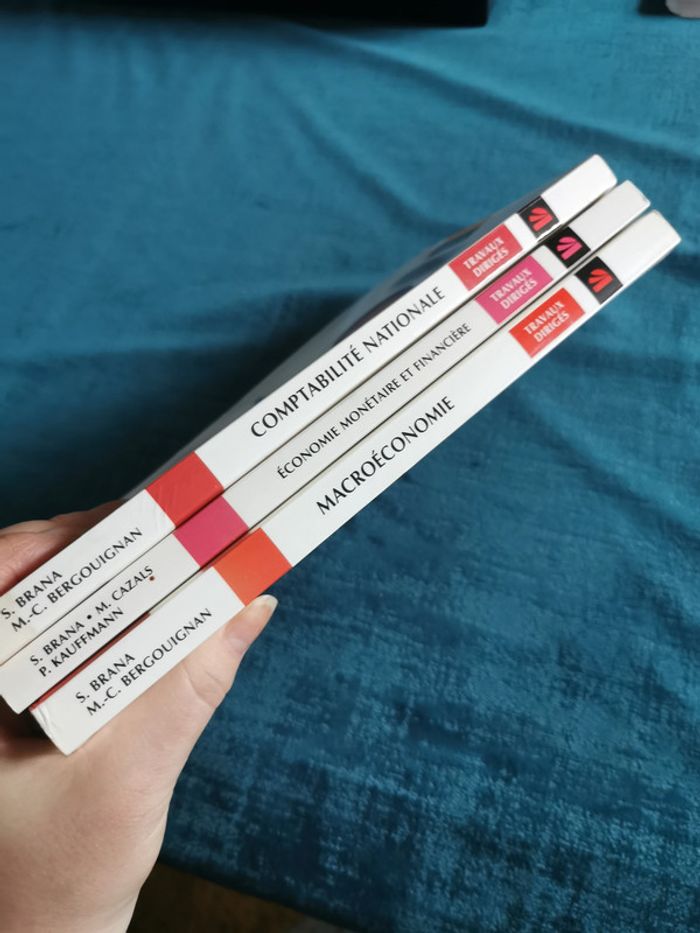 S. BRANA
M.-C. BERGOUIGNAN
COMPTABILITÉ NATIONALE
TRAVAUX
DIRIGÉS
S. BRANA • M. CAZALS
P. KAUFFMANN
ÉCONOMIE MONÉTAIRE ET FINANCIÈRE
TRAVAUX
DIRIGÉS
S. BRANA
M.-C. BERGOUIGNAN
MACROÉCONOMIE
TRAVAUX
DIRIGÉS